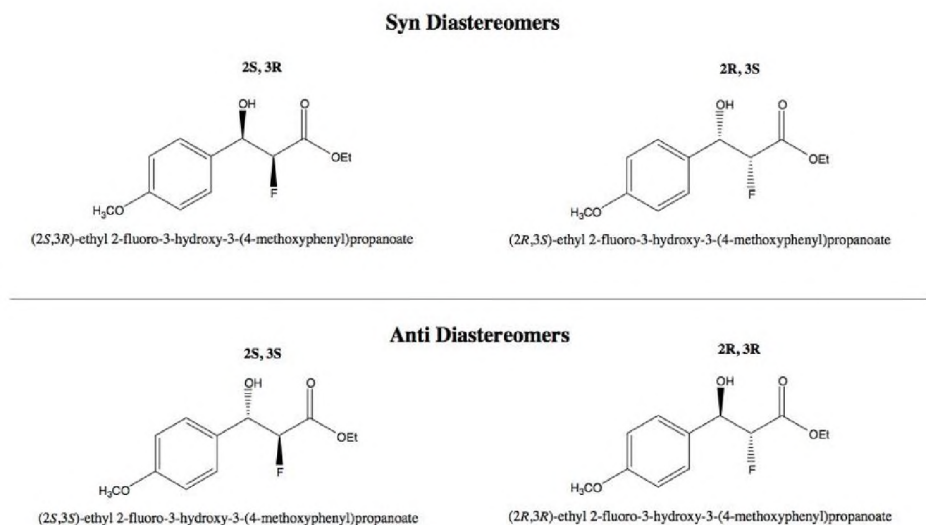 Syn Diastereomers
2S, 3R
2R, 3S
OH
O
OEt
F
H₃CO
OH
O
OEt
F
H₃CO
(2S,3R)-ethyl 2-fluoro-3-hydroxy-3-(4-methoxyphenyl)propanoate
(2R,3S)-ethyl 2-fluoro-3-hydroxy-3-(4-methoxyphenyl)propanoate
Anti Diastereomers
2S, 3S
2R, 3R
OH
O
OEt
F
H₃CO
OH
O
OEt
F
H₃CO
(2S,3S)-ethyl 2-fluoro-3-hydroxy-3-(4-methoxyphenyl)propanoate
(2R,3R)-ethyl 2-fluoro-3-hydroxy-3-(4-methoxyphenyl)propanoate